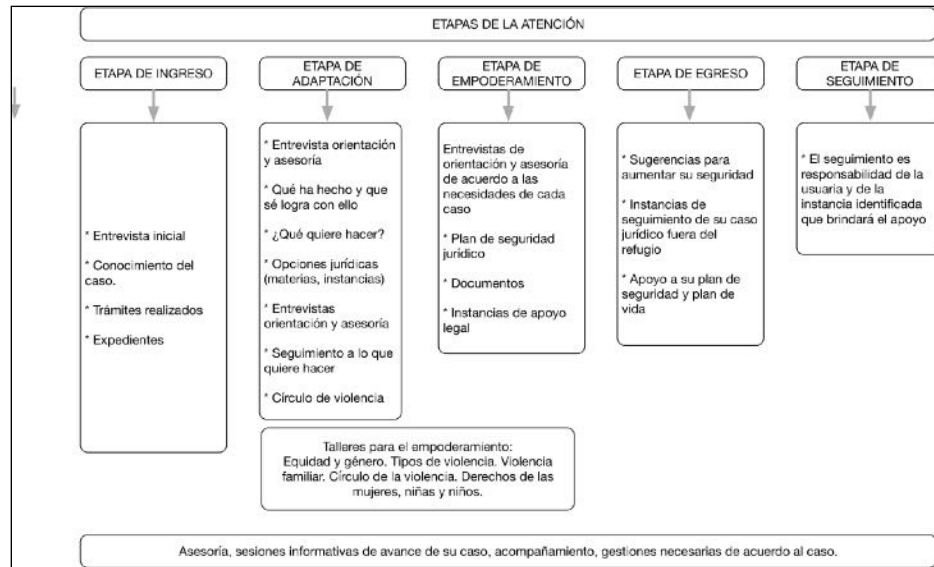 ETAPAS DE LA ATENCIÓN
ETAPA DE INGRESO
* Entrevista inicial
* Conocimiento del
caso.
* Trámites realizados
* Expedientes
ETAPA DE
ADAPTACIÓN
* Entrevista orientación
y asesoría
* Qué ha hecho y que
sé logra con ello
* ¿Qué quiere hacer?
* Opciones jurídicas
(materias, instancias)
* Entrevistas
orientación y asesoría
* Seguimiento a lo que
quiere hacer
* Círculo de violencia
Talleres para el empoderamiento:
Equidad y género. Tipos de violencia. Violencia
familiar. Círculo de la violencia. Derechos de las
mujeres, niñas y niños.
ETAPA DE
EMPODERAMIENTO
Entrevistas de
orientación y asesoría
de acuerdo a las
necesidades de cada
caso
* Plan de seguridad
jurídico
* Documentos
* Instancias de apoyo
legal
ETAPA DE EGRESO
* Sugerencias para
aumentar su seguridad
* Instancias de
seguimiento de su caso
jurídico fuera del
refugio
* Apoyo a su plan de
seguridad y plan de
vida
ETAPA DE
SEGUIMIENTO
* El seguimiento es
responsabilidad de la
usuaria y de la
instancia identificada
que brindará el apoyo
Asesoría, sesiones informativas de avance de su caso, acompañamiento, gestiones necesarias de acuerdo al caso.